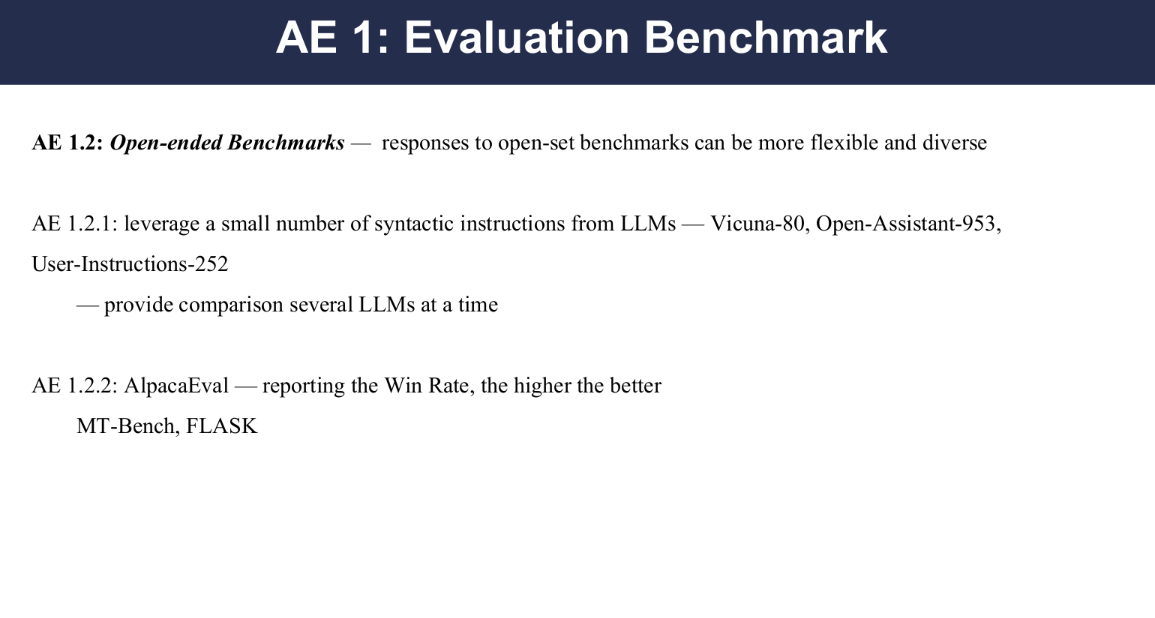 AE 1: Evaluation Benchmark
AE 1.2: Open-ended Benchmarks — responses to open-set benchmarks can be more flexible and diverse
AE 1.2.1: leverage a small number of syntactic instructions from LLMs — Vicuna-80, Open-Assistant-953,
User-Instructions-252
— provide comparison several LLMs at a time
AE 1.2.2: AlpacaEval — reporting the Win Rate, the higher the better
MT-Bench, FLASK